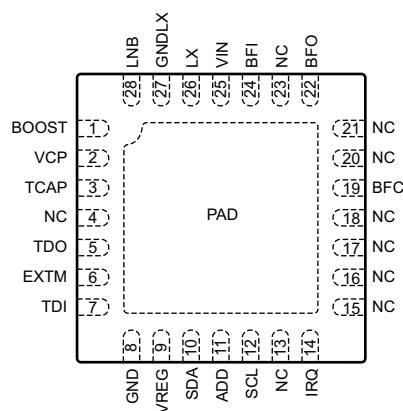 LNB
GNDLX
LX
VIN
BFI
NC
BFO
28
27
26
25
24
23
22
BOOST 1
VCP 2
TCAP 3
NC 4
TDO 5
EXTM 6
TDI 7
PAD
21 NC
20 NC
19 BFC
18 NC
17 NC
16 NC
15 NC
8
9
10
11
12
13
14
GND
VREG
SDA
ADD
SCL
NC
IRQ